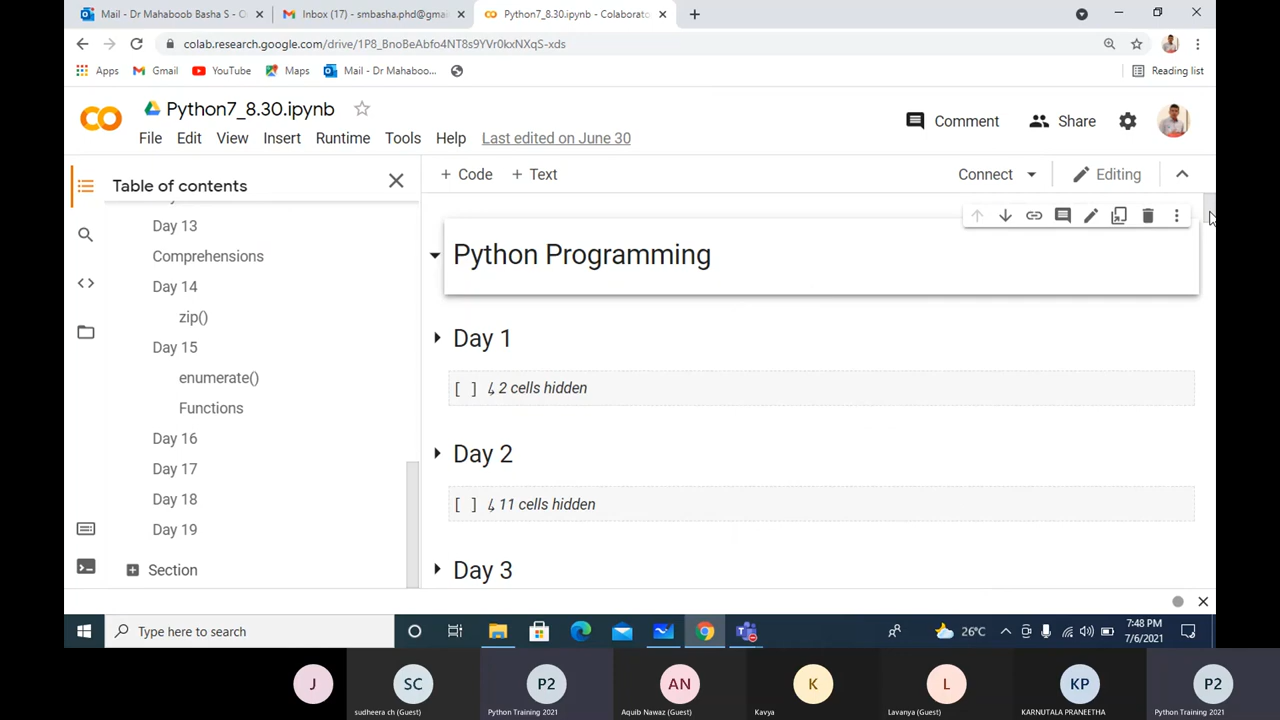 Mail - Dr Mahaboob Basha S - O
Inbox (17) - smbasha.phd@gmai
Python7_8.30.ipynb - Colaborato
colab.research.google.com/drive/1P8_BnoBeAbfo4NT8s9YVr0kxNXqS-xds
Apps
Gmail
YouTube
Maps
Mail - Dr Mahaboo...
Reading list
Python7_8.30.ipynb
Comment
Share
File Edit View Insert Runtime Tools Help Last edited on June 30
Table of contents
+ Code + Text
Connect
Editing
Day 13
Comprehensions
Day 14
zip()
Day 15
enumerate()
Functions
Day 16
Day 17
Day 18
Day 19
Section
Python Programming
Day 1
[ ] ↳ 2 cells hidden
Day 2
[ ] ↳ 11 cells hidden
Day 3
Type here to search
26°C
7:48 PM
7/6/2021
J
SC
P2
AN
K
L
KP
P2
sudheera ch (Guest)
Python Training 2021
Aquib Nawaz (Guest)
Kavya
Lavanya (Guest)
KARNUTALA PRANEETHA
Python Training 2021